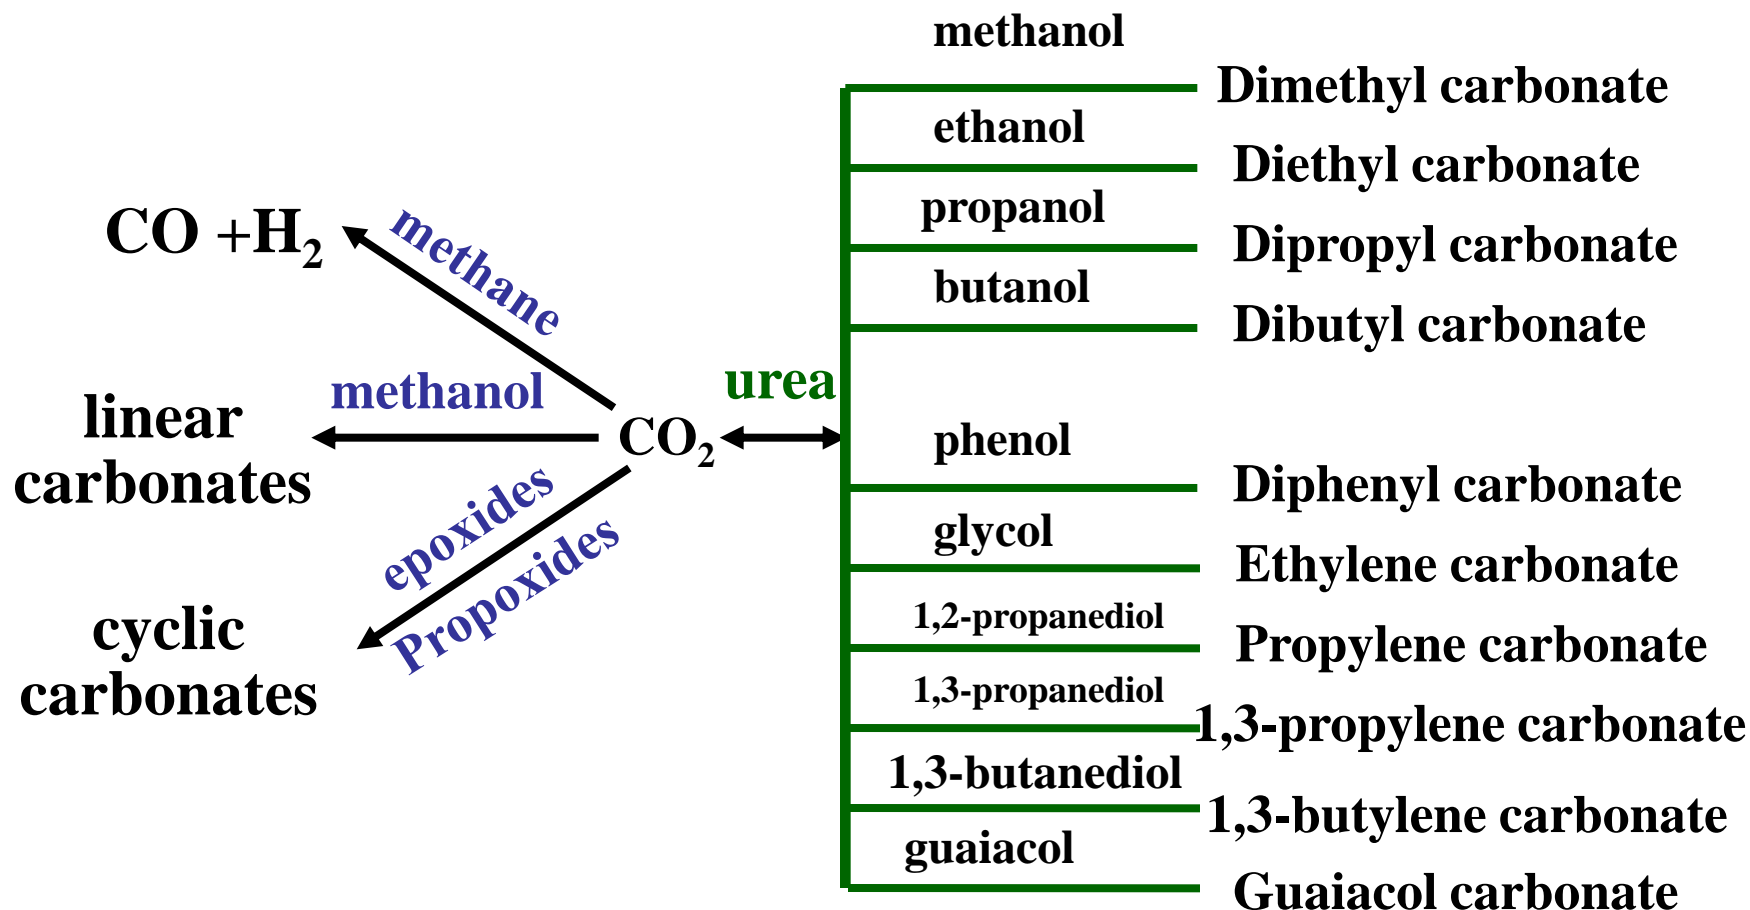 CO +H₂
methane
linear
carbonates
methanol
CO₂
epoxides
Propoxides
cyclic
carbonates
urea
methanol
Dimethyl carbonate
ethanol
Diethyl carbonate
propanol
Dipropyl carbonate
butanol
Dibutyl carbonate
phenol
Diphenyl carbonate
glycol
Ethylene carbonate
1,2-propanediol
Propylene carbonate
1,3-propanediol
1,3-propylene carbonate
1,3-butanediol
1,3-butylene carbonate
guaiacol
Guaiacol carbonate